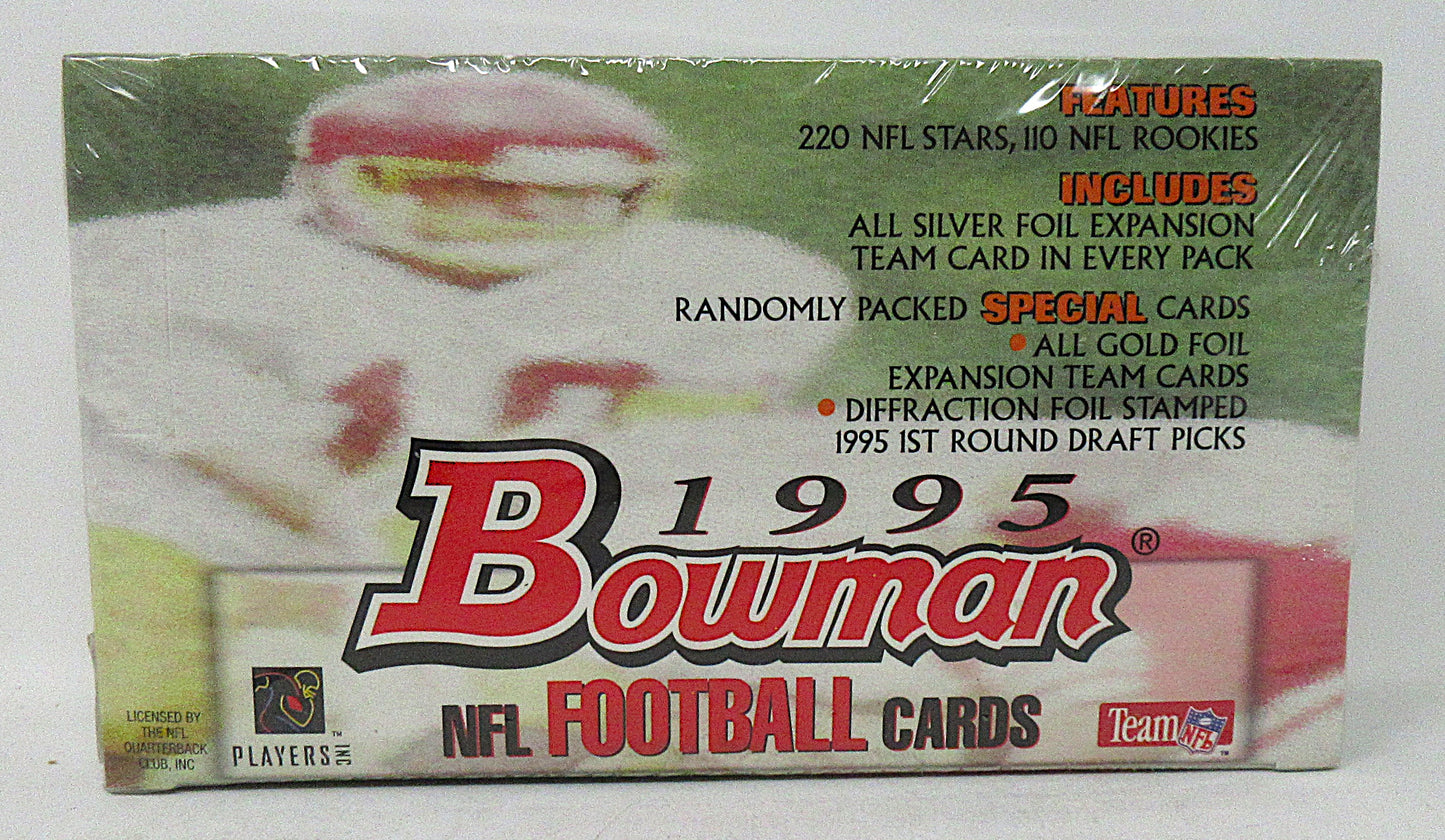 FEATURES
220 NFL STARS, 110 NFL ROOKIES
INCLUDES
ALL SILVER FOIL EXPANSION
TEAM CARD IN EVERY PACK
RANDOMLY PACKED SPECIAL CARDS
• ALL GOLD FOIL
EXPANSION TEAM CARDS
• DIFFRACTION FOIL STAMPED
1995 1ST ROUND DRAFT PICKS
1995
Bowman®
NFL FOOTBALL CARDS
LICENSED BY
THE NFL
QUARTERBACK
CLUB, INC
PLAYERS INC™
Team NFL™